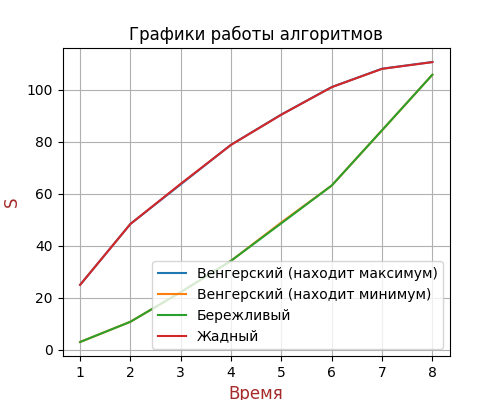 Графики работы алгоритмов
S
100
80
60
40
20
0
Венгерский (находит максимум)
Венгерский (находит минимум)
Бережливый
Жадный
1 2 3 4 5 6 7 8
Время